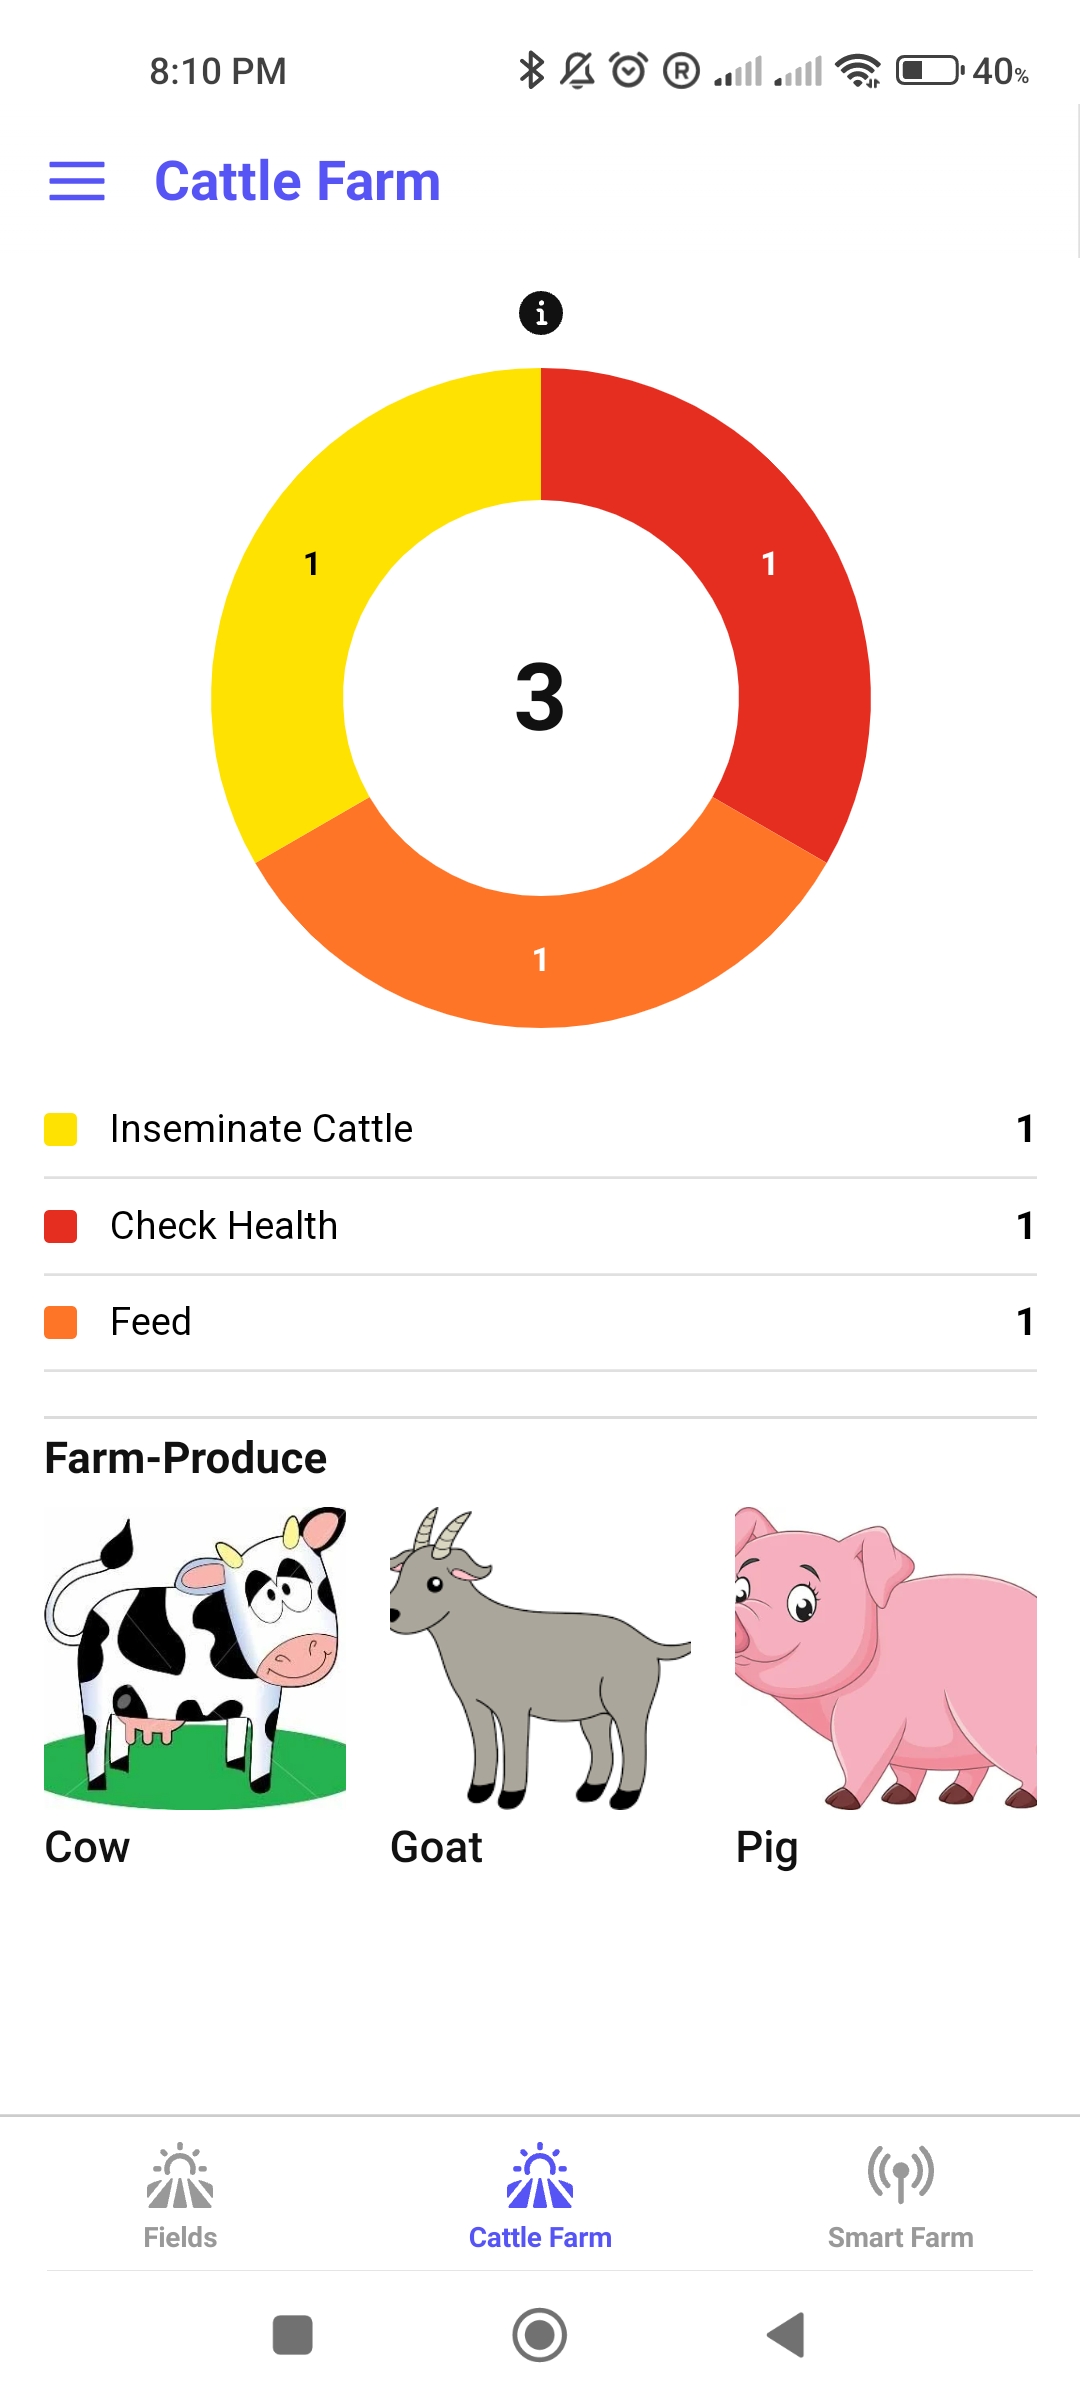 8:10 PM
R
40%
Cattle Farm
i
1
1
3
1
Inseminate Cattle 1
Check Health 1
Feed 1
Farm-Produce
Cow Goat Pig
Fields Cattle Farm Smart Farm